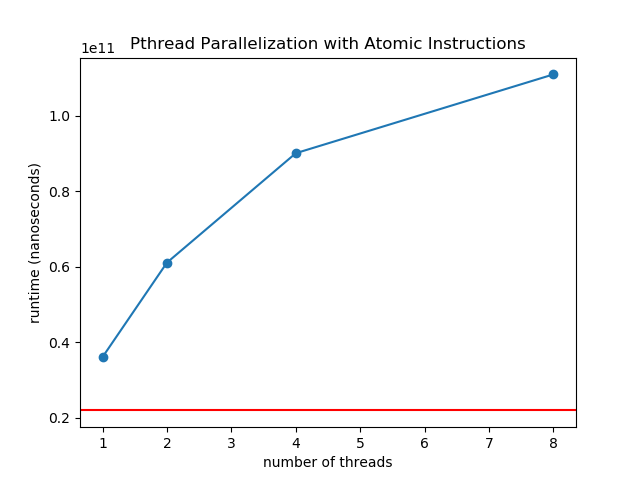 Pthread Parallelization with Atomic Instructions
1e11
1.0
0.8
0.6
0.4
0.2
runtime (nanoseconds)
1 2 3 4 5 6 7 8
number of threads